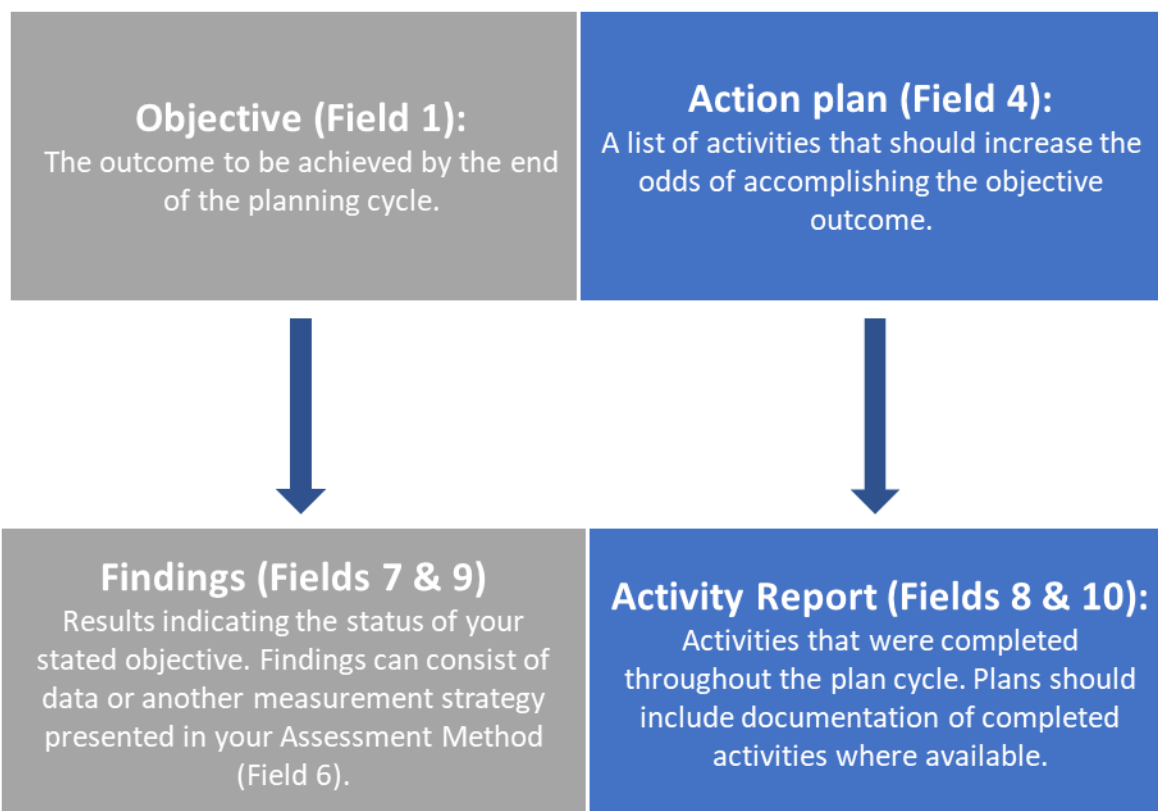 Objective (Field 1):
The outcome to be achieved by the end
of the planning cycle.
Action plan (Field 4):
A list of activities that should increase the
odds of accomplishing the objective
outcome.
Findings (Fields 7 & 9)
Results indicating the status of your
stated objective. Findings can consist of
data or another measurement strategy
presented in your Assessment Method
(Field 6).
Activity Report (Fields 8 & 10):
Activities that were completed
throughout the plan cycle. Plans should
include documentation of completed
activities where available.